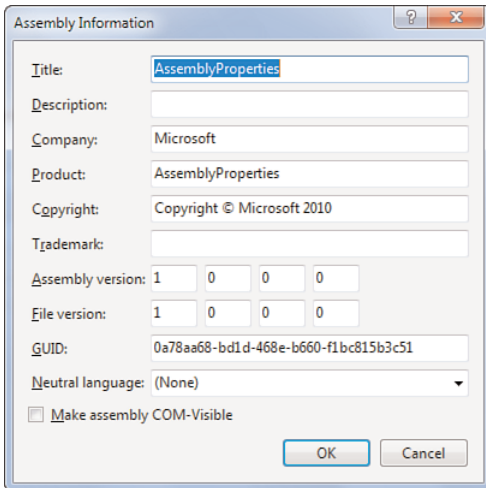 Assembly Information
Title: AssemblyProperties
Description:
Company: Microsoft
Product: AssemblyProperties
Copyright: Copyright © Microsoft 2010
Trademark:
Assembly version: 1 0 0 0
File version: 1 0 0 0
GUID: 0a78aa68-bd1d-468e-b660-f1bc815b3c51
Neutral language: (None)
Make assembly COM-Visible
OK Cancel